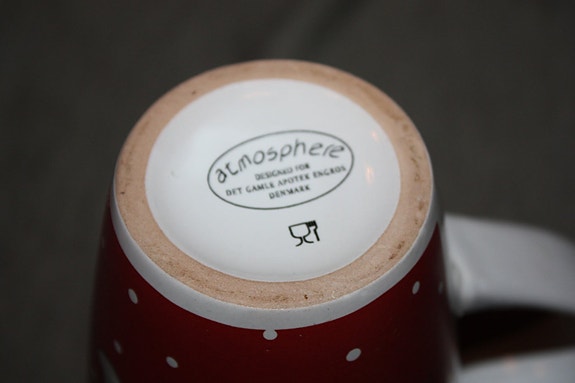 atmosphere
DESIGNED FOR
DET GAMLE APOTEK ENGROS
DENMARK